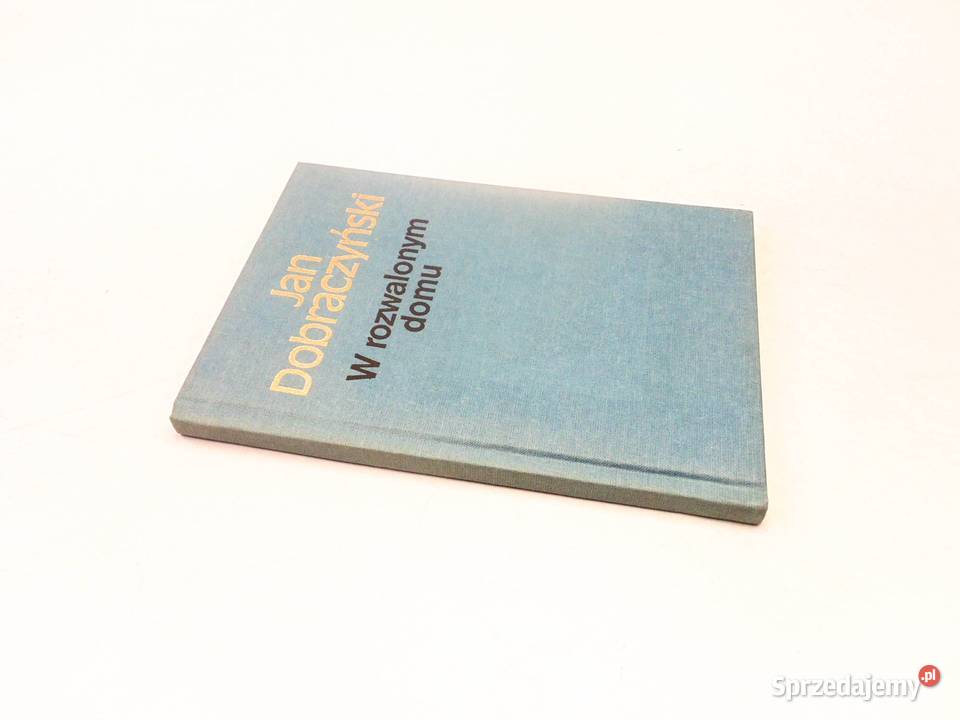 Jan
Dobraczyński
W rozwalonym
domu
Sprzedajemy.pl